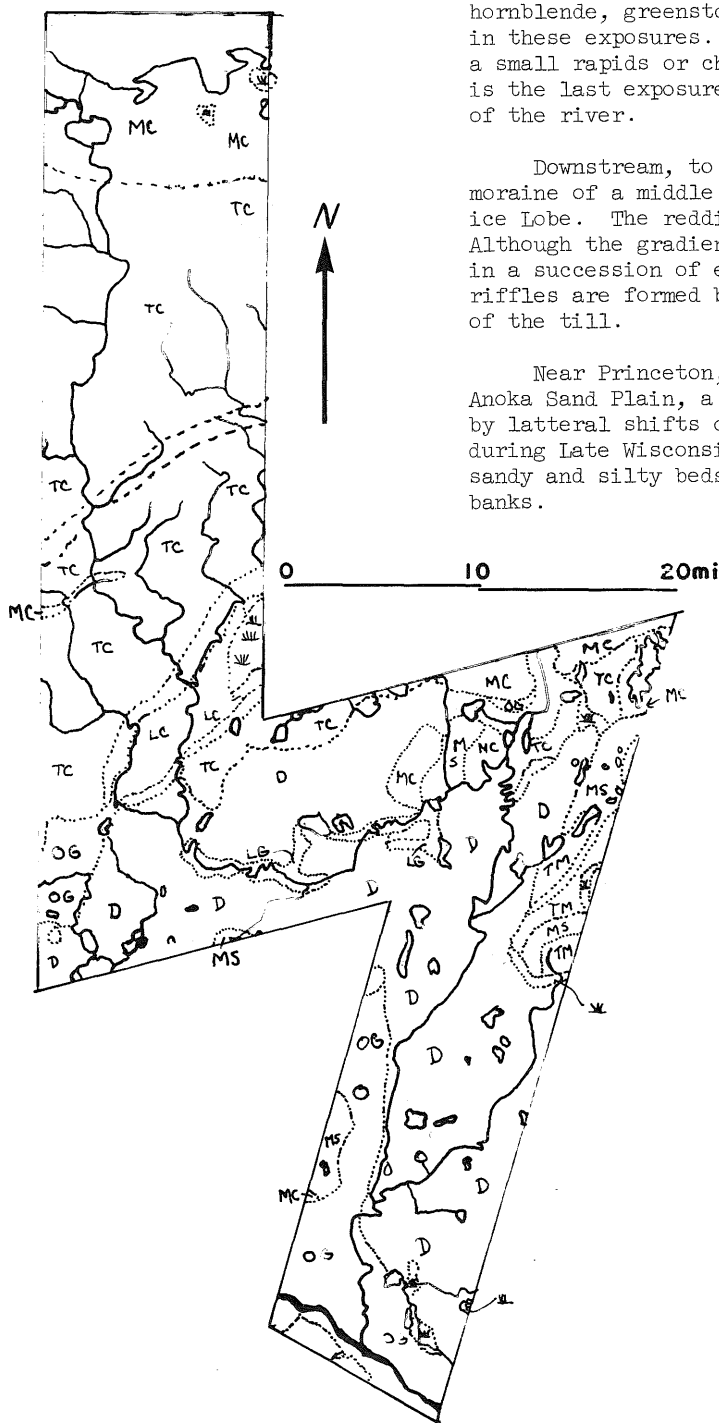 hornblende, greensto
in these exposures.
a small rapids or ch
is the last exposure
of the river.
Downstream, to
moraine of a middle
ice Lobe. The reddi
Although the gradien
in a succession of e
riffles are formed b
of the till.
Near Princeton,
Anoka Sand Plain, a
by latteral shifts o
during Late Wisconsi
sandy and silty beds
banks.
N
0 10 20mi
MC
MC
TC
TC
TC
TC
TC
TC
MC
TC
LC
LC
TC
TC
TC
D
MC
MC
MS
MC
TC
MC
TC
MC
MS
D
TM
TM
MS
TM
OG
OG
D
D
D
MS
LG
LG
D
D
D
OG
D
MS
MC
D
D